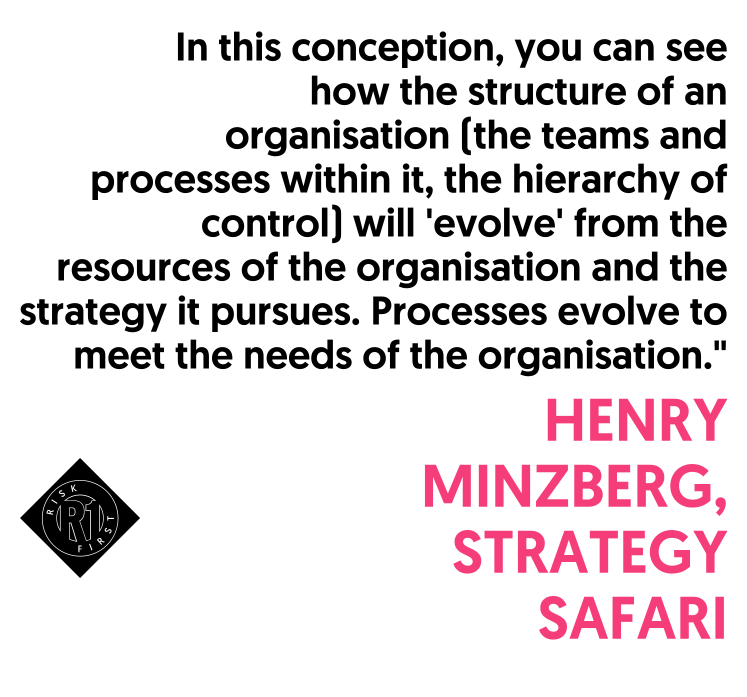 In this conception, you can see
how the structure of an
organisation (the teams and
processes within it, the hierarchy of
control) will 'evolve' from the
resources of the organisation and the
strategy it pursues. Processes evolve to
meet the needs of the organisation."
HENRY
MINZBERG,
STRATEGY
SAFARI
RISK
R1
FIRST